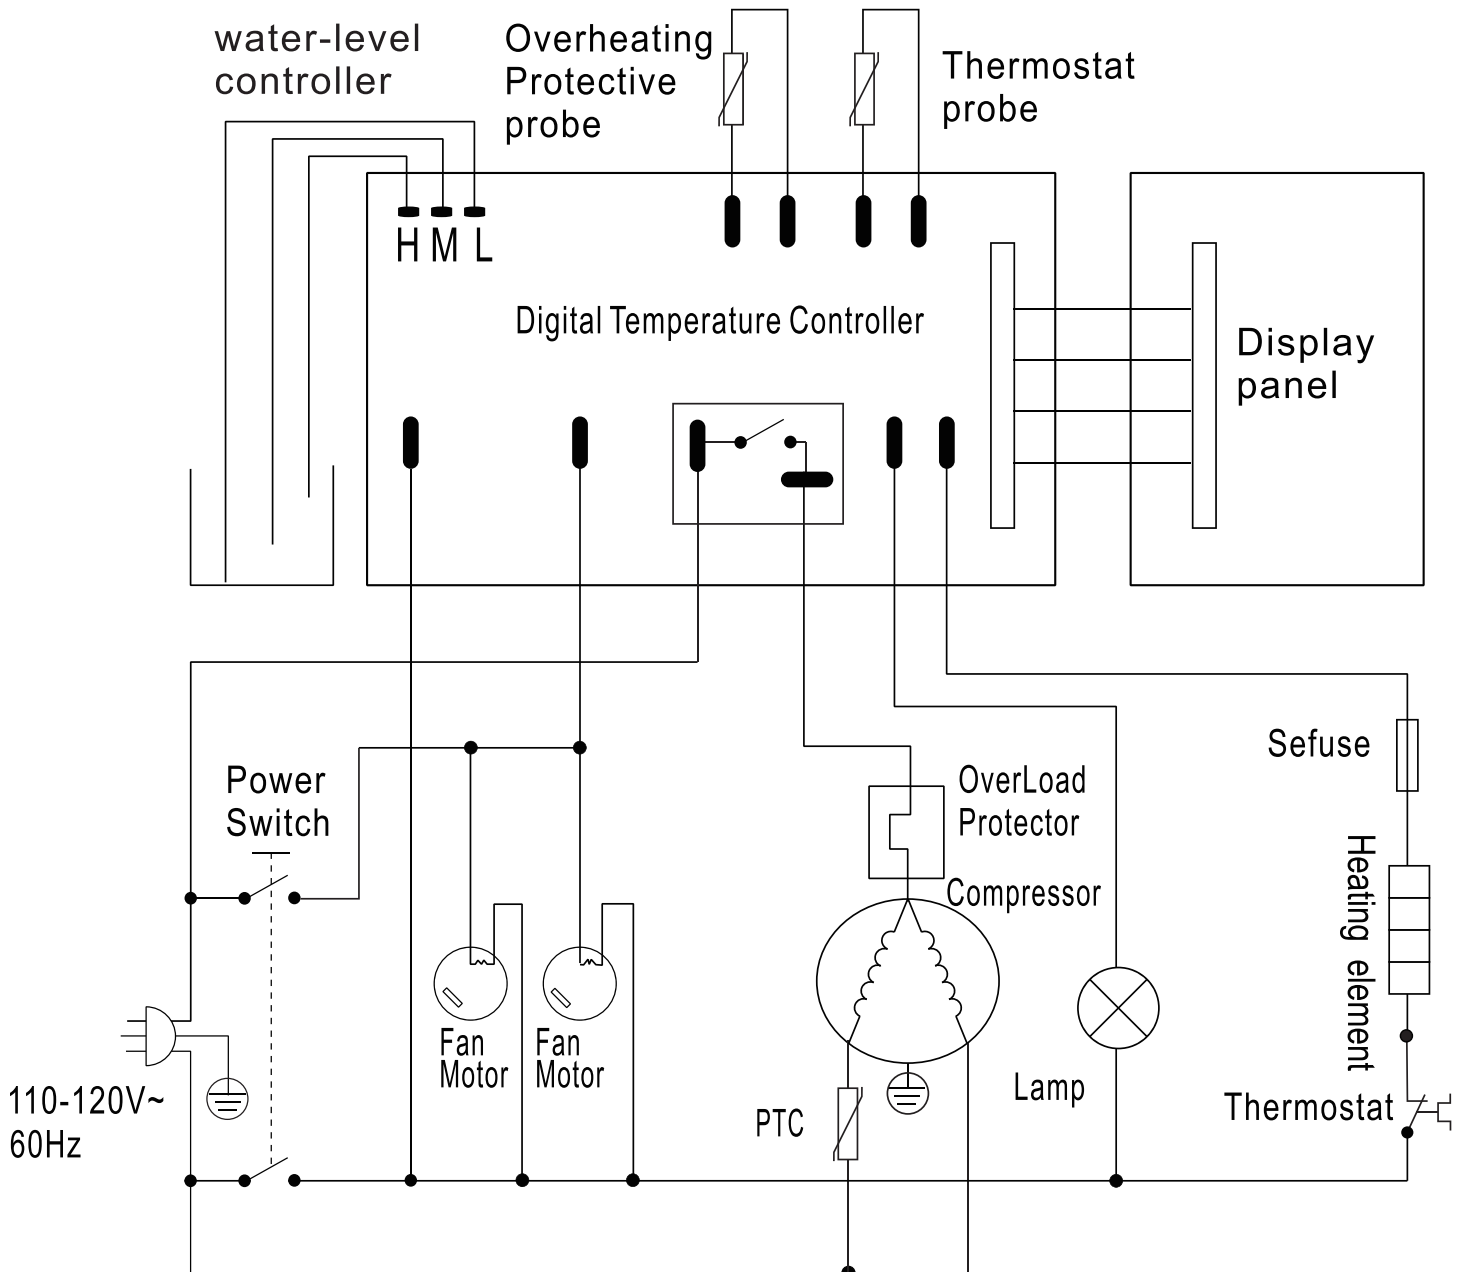 water-level
controller
Overheating
Protective
probe
Thermostat
probe
H M L
Digital Temperature Controller
Display
panel
Power
Switch
Sefuse
OverLoad
Protector
Compressor
Heating element
Fan
Motor
Fan
Motor
110-120V~
60Hz
PTC
Lamp
Thermostat